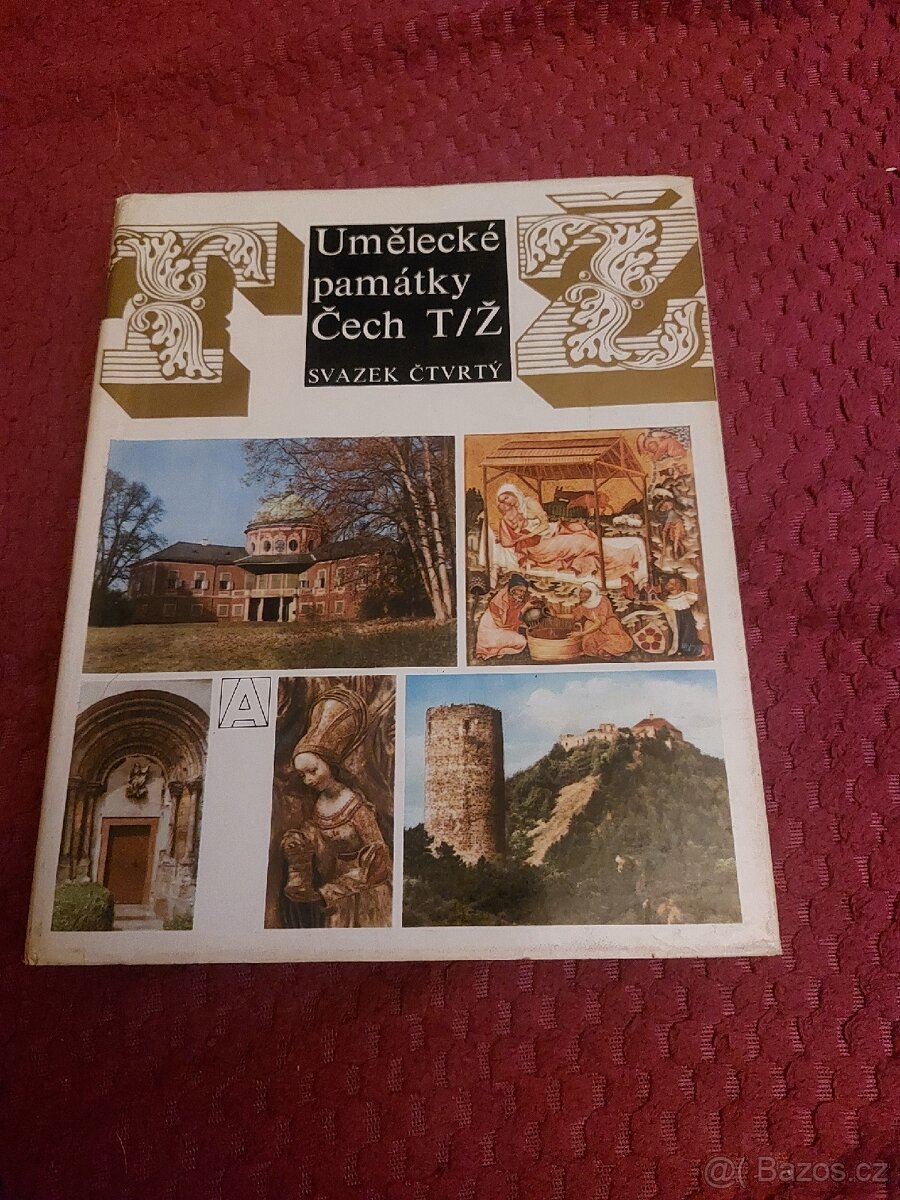 T Ž
Umělecké
památky
Čech T/Ž
SVAZEK ČTVRTÝ
A
@( Bazos.cz